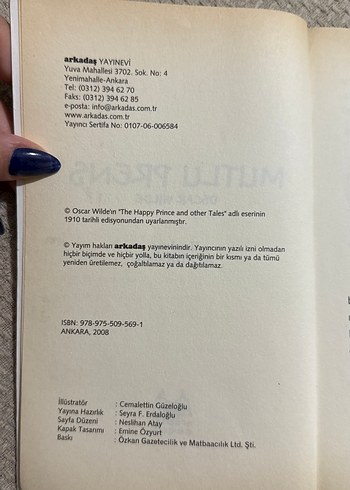 arkadaş YAYINEVİ
Yuva Mahallesi 3702. Sok. No: 4
Yenimahalle-Ankara
Tel: (0312) 394 62 70
Faks: (0312) 394 62 85
e-posta: info@arkadas.com.tr
www.arkadas.com.tr
Yayıncı Sertifa No: 0107-06-006584
MUTLU PRENS
OSCAR WILDE
© Oscar Wilde'ın "The Happy Prince and other Tales" adlı eserinin
1910 tarihli edisyonundan uyarlanmıştır.
© Yayım hakları arkadaş yayınevinindir. Yayıncının yazılı izni olmadan
hiçbir biçimde ve hiçbir yolla, bu kitabın içeriğinin bir kısmı ya da tümü
yeniden üretilemez, çoğaltılamaz ya da dağıtılamaz.
ISBN: 978-975-509-569-1
ANKARA, 2008
İllüstratör : Cemalettin Güzeloğlu
Yayına Hazırlık : Seyra F. Erdaloğlu
Sayfa Düzeni : Neslihan Atay
Kapak Tasarımı : Emine Özyurt
Baskı : Özkan Gazetecilik ve Matbaacılık Ltd. Şti.